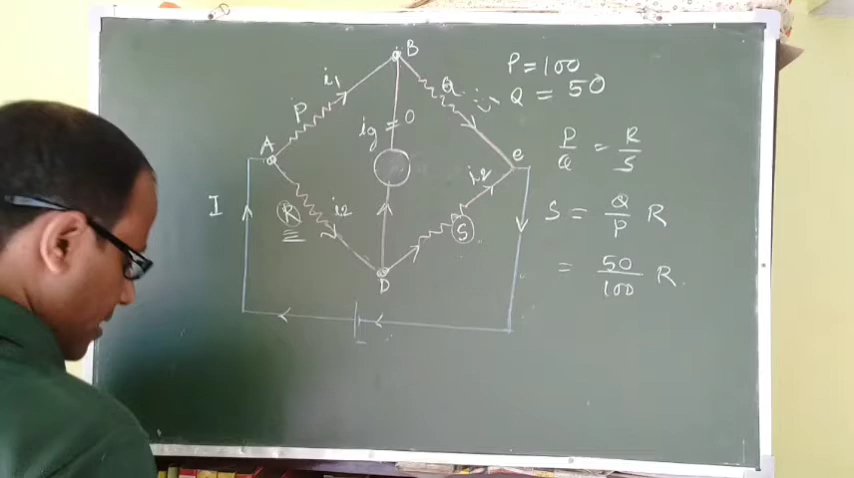 B
i1
P
Q
i1
ig = 0
A
C
I
R
i2
i2
S
D
P = 100
Q = 50
P/Q = R/S
S = Q/P R
= 50/100 R